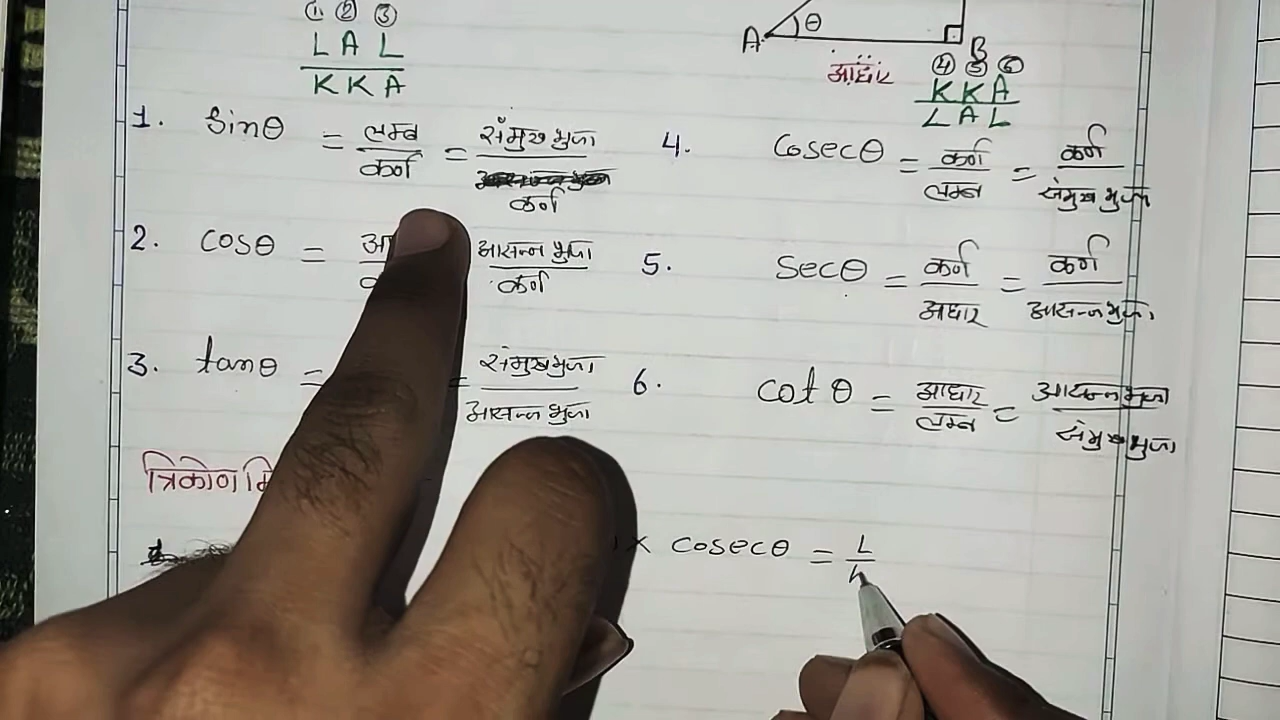 ① ② ③
L A L
K K A
A θ B
आधार
④ ⑤ ⑥
K K A
L A L
1. Sinθ = लम्ब/कर्ण = संमुख भुजा/कर्ण
4. Cosecθ = कर्ण/लम्ब = कर्ण/संमुख भुजा
2. cosθ = आसन्न भुजा/कर्ण
5. Secθ = कर्ण/आधार = कर्ण/आसन्न भुजा
3. tanθ = = संमुख भुजा/आसन्न भुजा
6. Cot θ = आधार/लम्ब = आसन्न भुजा/संमुख भुजा
× Cosecθ = L